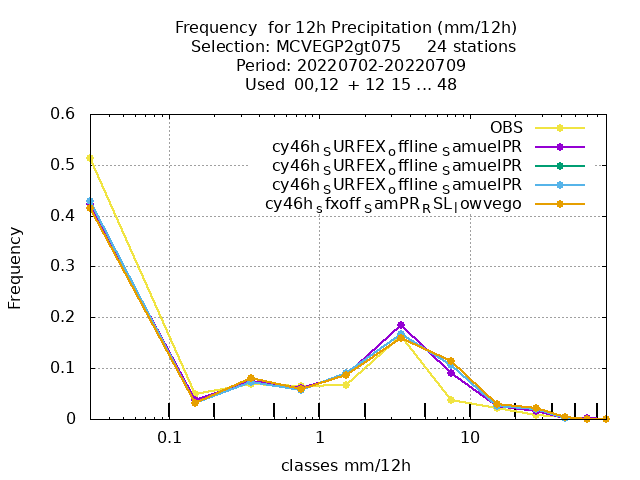 Frequency  for 12h Precipitation (mm/12h)
Selection: MCVEGP2gt075     24 stations
Period: 20220702-20220709
Used  00,12  + 12 15 ... 48
0.6
0.5
0.4
0.3
0.2
0.1
0
Frequency
OBS
cy46h_SURFEX_offline_SamuelPR
cy46h_SURFEX_offline_SamuelPR
cy46h_SURFEX_offline_SamuelPR
cy46h_sfxoff_SamPR_RSL_lowvego
0.1 1 10
classes mm/12h